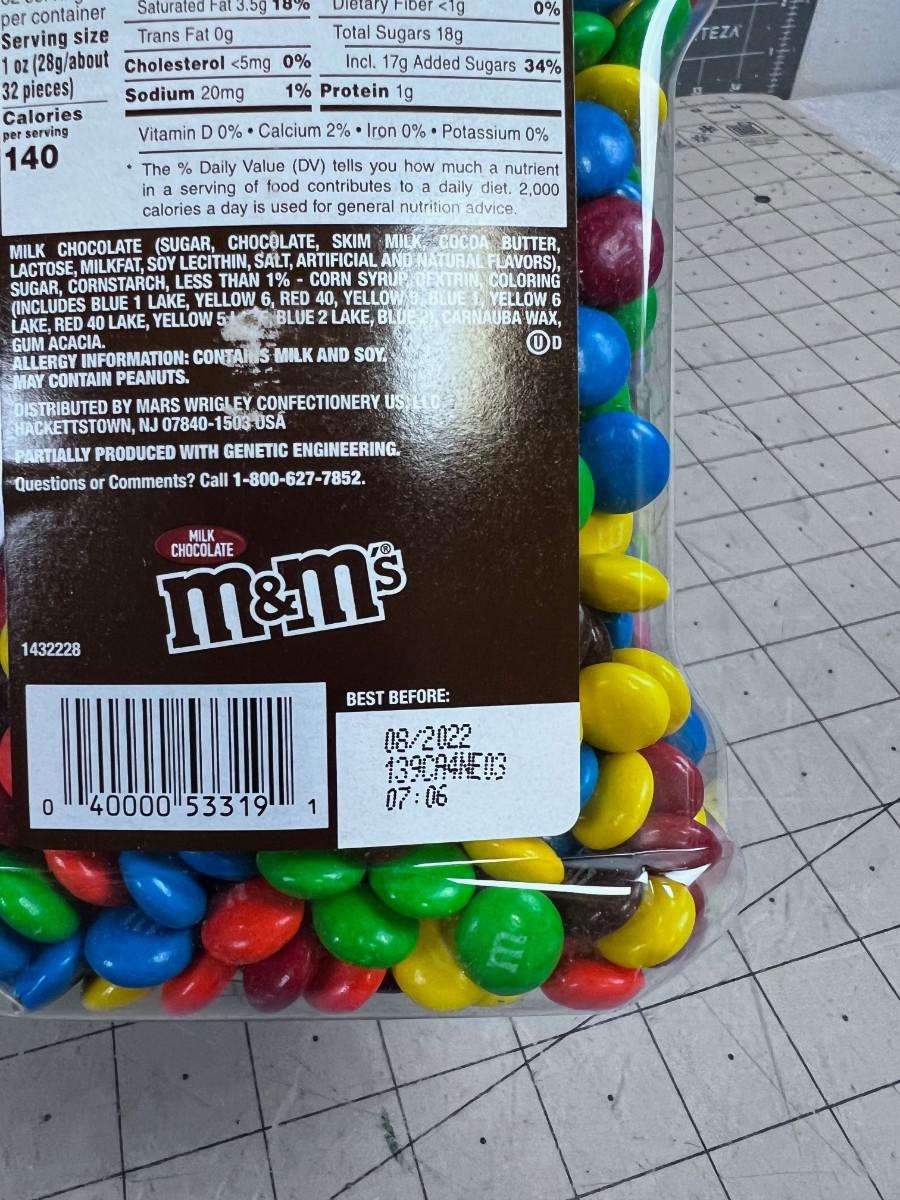 per container
Serving size
1 oz (28g/about
32 pieces)
Calories
per serving
140
Saturated Fat 3.5g 18%
Trans Fat 0g
Cholesterol <5mg 0%
Sodium 20mg 1%
Dietary Fiber <1g 0%
Total Sugars 18g
Incl. 17g Added Sugars 34%
Protein 1g
Vitamin D 0% • Calcium 2% • Iron 0% • Potassium 0%
* The % Daily Value (DV) tells you how much a nutrient
in a serving of food contributes to a daily diet. 2,000
calories a day is used for general nutrition advice.
MILK CHOCOLATE (SUGAR, CHOCOLATE, SKIM MILK, COCOA BUTTER,
LACTOSE, MILKFAT, SOY LECITHIN, SALT, ARTIFICIAL AND NATURAL FLAVORS),
SUGAR, CORNSTARCH, LESS THAN 1% - CORN SYRUP, DEXTRIN, COLORING
(INCLUDES BLUE 1 LAKE, YELLOW 6, RED 40, YELLOW BLUE 1, YELLOW 6
LAKE, RED 40 LAKE, YELLOW 5 BLUE 2 LAKE, BLUE 2), CARNAUBA WAX,
GUM ACACIA.
UD
ALLERGY INFORMATION: CONTAINS MILK AND SOY.
MAY CONTAIN PEANUTS.
DISTRIBUTED BY MARS WRIGLEY CONFECTIONERY US, LLC
HACKETTSTOWN, NJ 07840-1503 USA
PARTIALLY PRODUCED WITH GENETIC ENGINEERING.
Questions or Comments? Call 1-800-627-7852.
MILK
CHOCOLATE
m&m's®
1432228
0 40000 53319 1
BEST BEFORE:
08/2022
139CA4NE03
07:06
m
TEZA